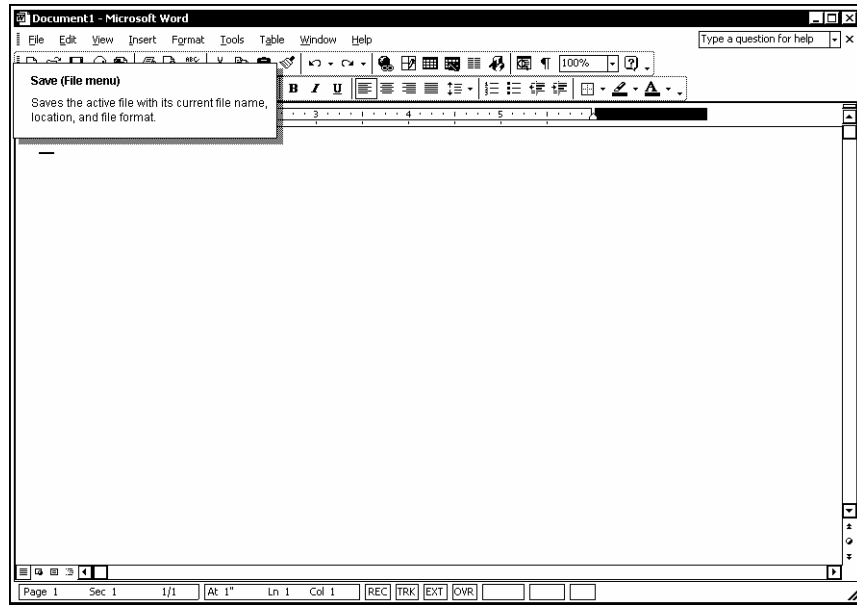 Document1 - Microsoft Word
File Edit View Insert Format Tools Table Window Help
Type a question for help
ABC
100%
Save (File menu)
Saves the active file with its current file name,
location, and file format.
B I U
A
3 4 5
Page 1 Sec 1 1/1 At 1" Ln 1 Col 1 REC TRK EXT OVR